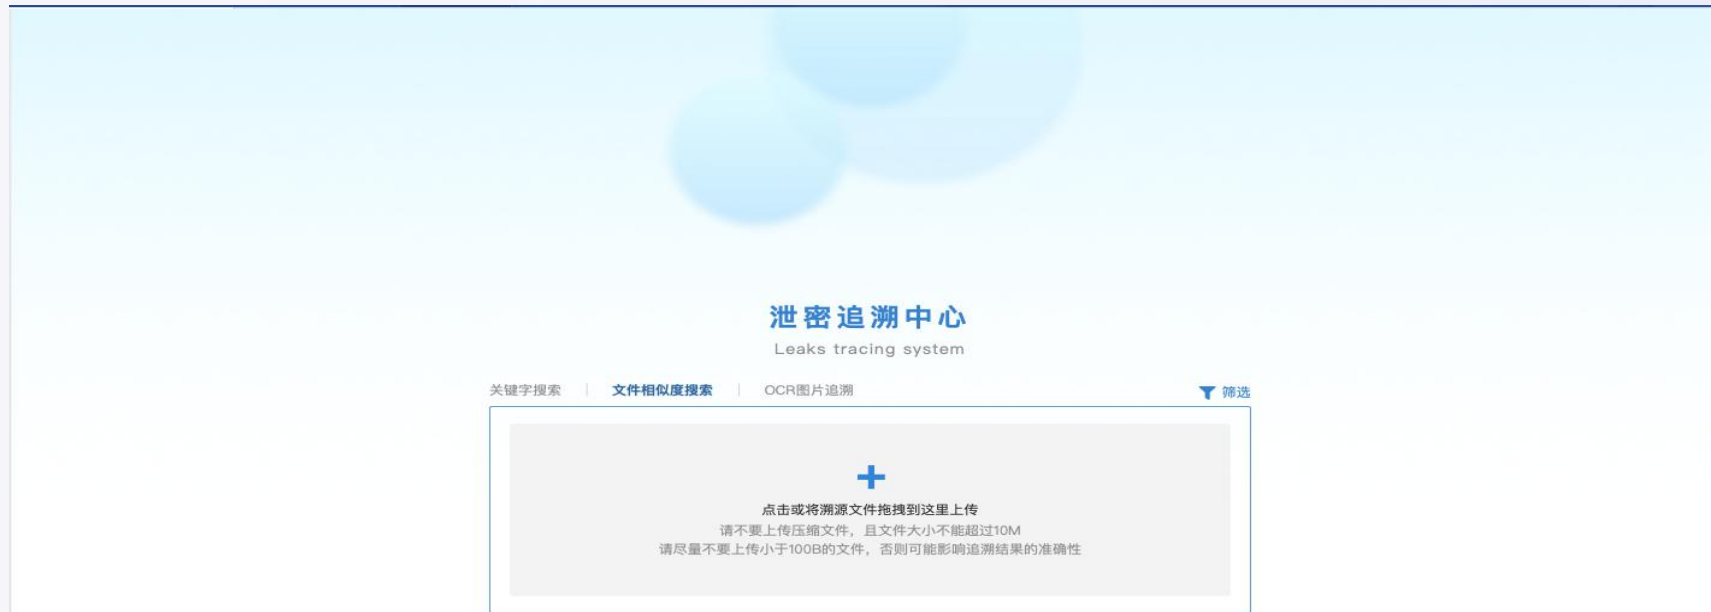 泄密追溯中心
Leaks tracing system
关键字搜索 | 文件相似度搜索 | OCR图片追溯 筛选
点击或将溯源文件拖拽到这里上传
请不要上传压缩文件，且文件大小不能超过10M
请尽量不要上传小于100B的文件，否则可能影响追溯结果的准确性